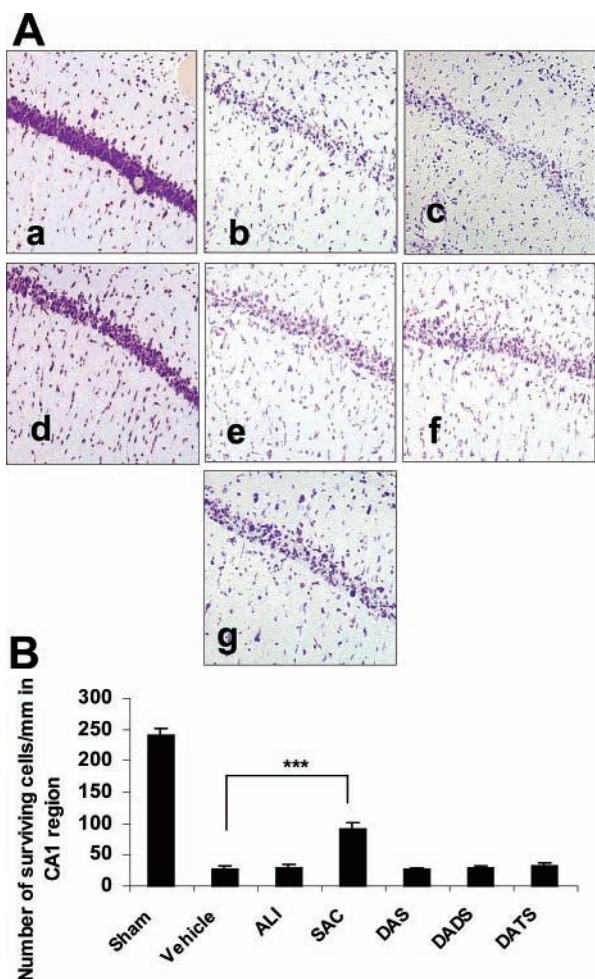 A
a
b
c
d
e
f
g
B
Number of surviving cells/mm in
CA1 region
300
250
200
150
100
50
0
***
Sham
Vehicle
ALI
SAC
DAS
DADS
DATS